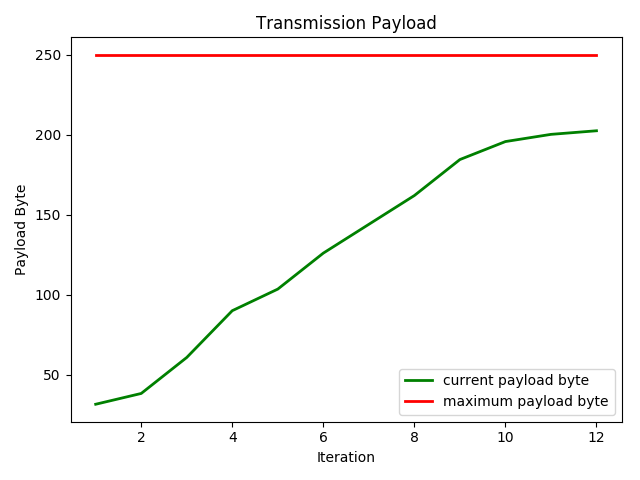 Transmission Payload
250
200
150
100
50
Payload Byte
2 4 6 8 10 12
Iteration
current payload byte
maximum payload byte